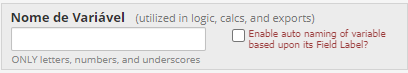 Nome de Variável (utilized in logic, calcs, and exports)
Enable auto naming of variable
based upon its Field Label?
ONLY letters, numbers, and underscores